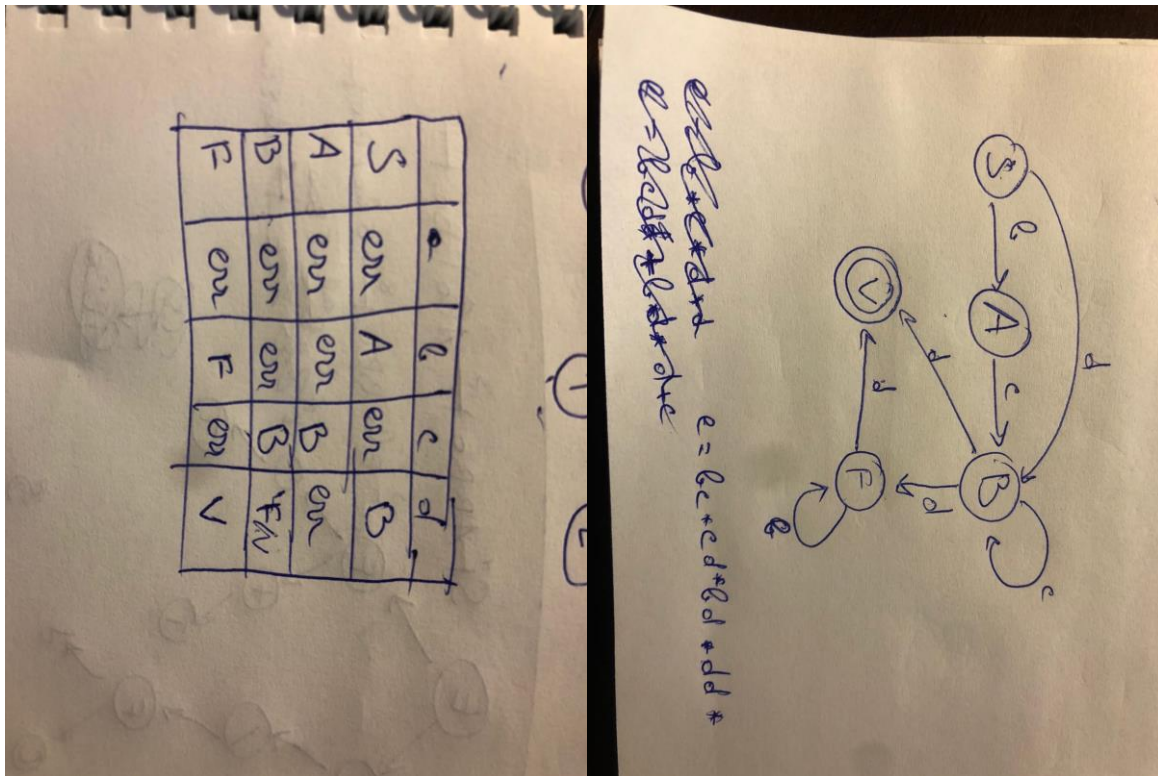 b c d
S err A err B
A err err B err
B err err B F/V
F err F err V
d
S b A c B c
d d
V d F b
e = bc*cd*bd*dd*